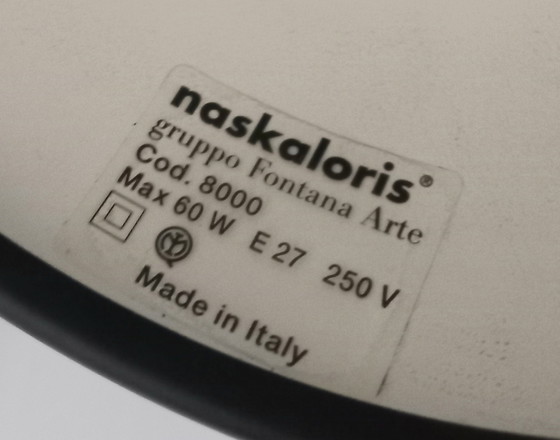 naskaloris®
gruppo Fontana Arte
Cod. 8000
Max 60 W E 27 250 V
Made in Italy